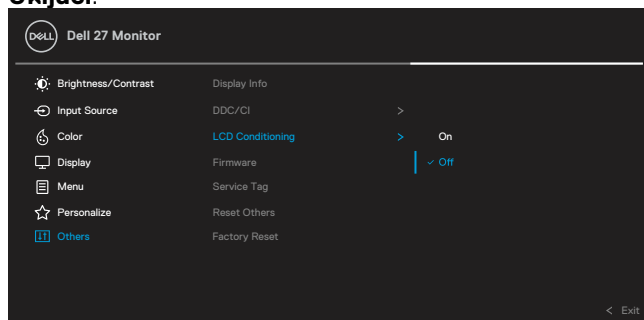 DELL Dell 27 Monitor
Brightness/Contrast Display Info
Input Source DDC/CI >
Color LCD Conditioning > On
Display Firmware ✓ Off
Menu Service Tag
Personalize Reset Others
Others Factory Reset
< Exit